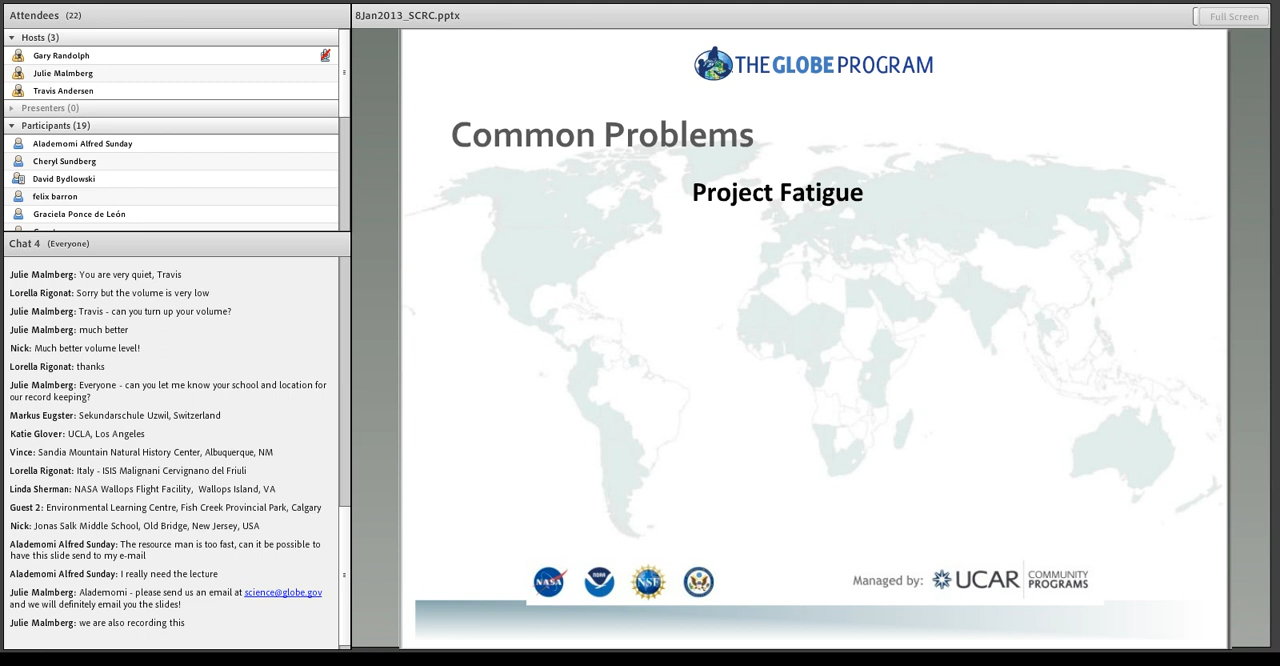 Attendees (22)
Hosts (3)
Gary Randolph
Julie Malmberg
Travis Andersen
Presenters (0)
Participants (19)
Alademomi Alfred Sunday
Cheryl Sundberg
David Bydlowski
felix barron
Graciela Ponce de León
Chat 4 (Everyone)
Julie Malmberg: You are very quiet, Travis
Lorella Rigonat: Sorry but the volume is very low
Julie Malmberg: Travis - can you turn up your volume?
Julie Malmberg: much better
Nick: Much better volume level!
Lorella Rigonat: thanks
Julie Malmberg: Everyone - can you let me know your school and location for
our record keeping?
Markus Eugster: Sekundarschule Uzwil, Switzerland
Katie Glover: UCLA, Los Angeles
Vince: Sandia Mountain Natural History Center, Albuquerque, NM
Lorella Rigonat: Italy - ISIS Malignani Cervignano del Friuli
Linda Sherman: NASA Wallops Flight Facility, Wallops Island, VA
Guest 2: Environmental Learning Centre, Fish Creek Provincial Park, Calgary
Nick: Jonas Salk Middle School, Old Bridge, New Jersey, USA
Alademomi Alfred Sunday: The resource man is too fast, can it be possible to
have this slide send to my e-mail
Alademomi Alfred Sunday: I really need the lecture
Julie Malmberg: Alademomi - please send us an email at science@globe.gov
and we will definitely email you the slides!
Julie Malmberg: we are also recording this
8Jan2013_SCRC.pptx
Full Screen
THE GLOBE PROGRAM
Common Problems
Project Fatigue
NASA
NOAA
NSF
Managed by: UCAR COMMUNITY
PROGRAMS